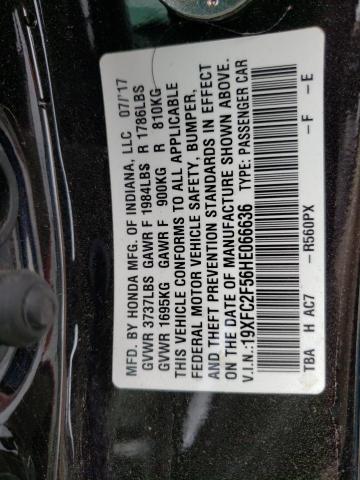 MFD. BY HONDA MFG. OF INDIANA, LLC 07/'17
GVWR 3737LBS GAWR F 1984LBS R 1786LBS
GVWR 1695KG GAWR F 900KG R 810KG
THIS VEHICLE CONFORMS TO ALL APPLICABLE
FEDERAL MOTOR VEHICLE SAFETY, BUMPER,
AND THEFT PREVENTION STANDARDS IN EFFECT
ON THE DATE OF MANUFACTURE SHOWN ABOVE.
V.I.N.:19XFC2F56HE066636 TYPE: PASSENGER CAR
TBA H AC7 -R560PX -F -E